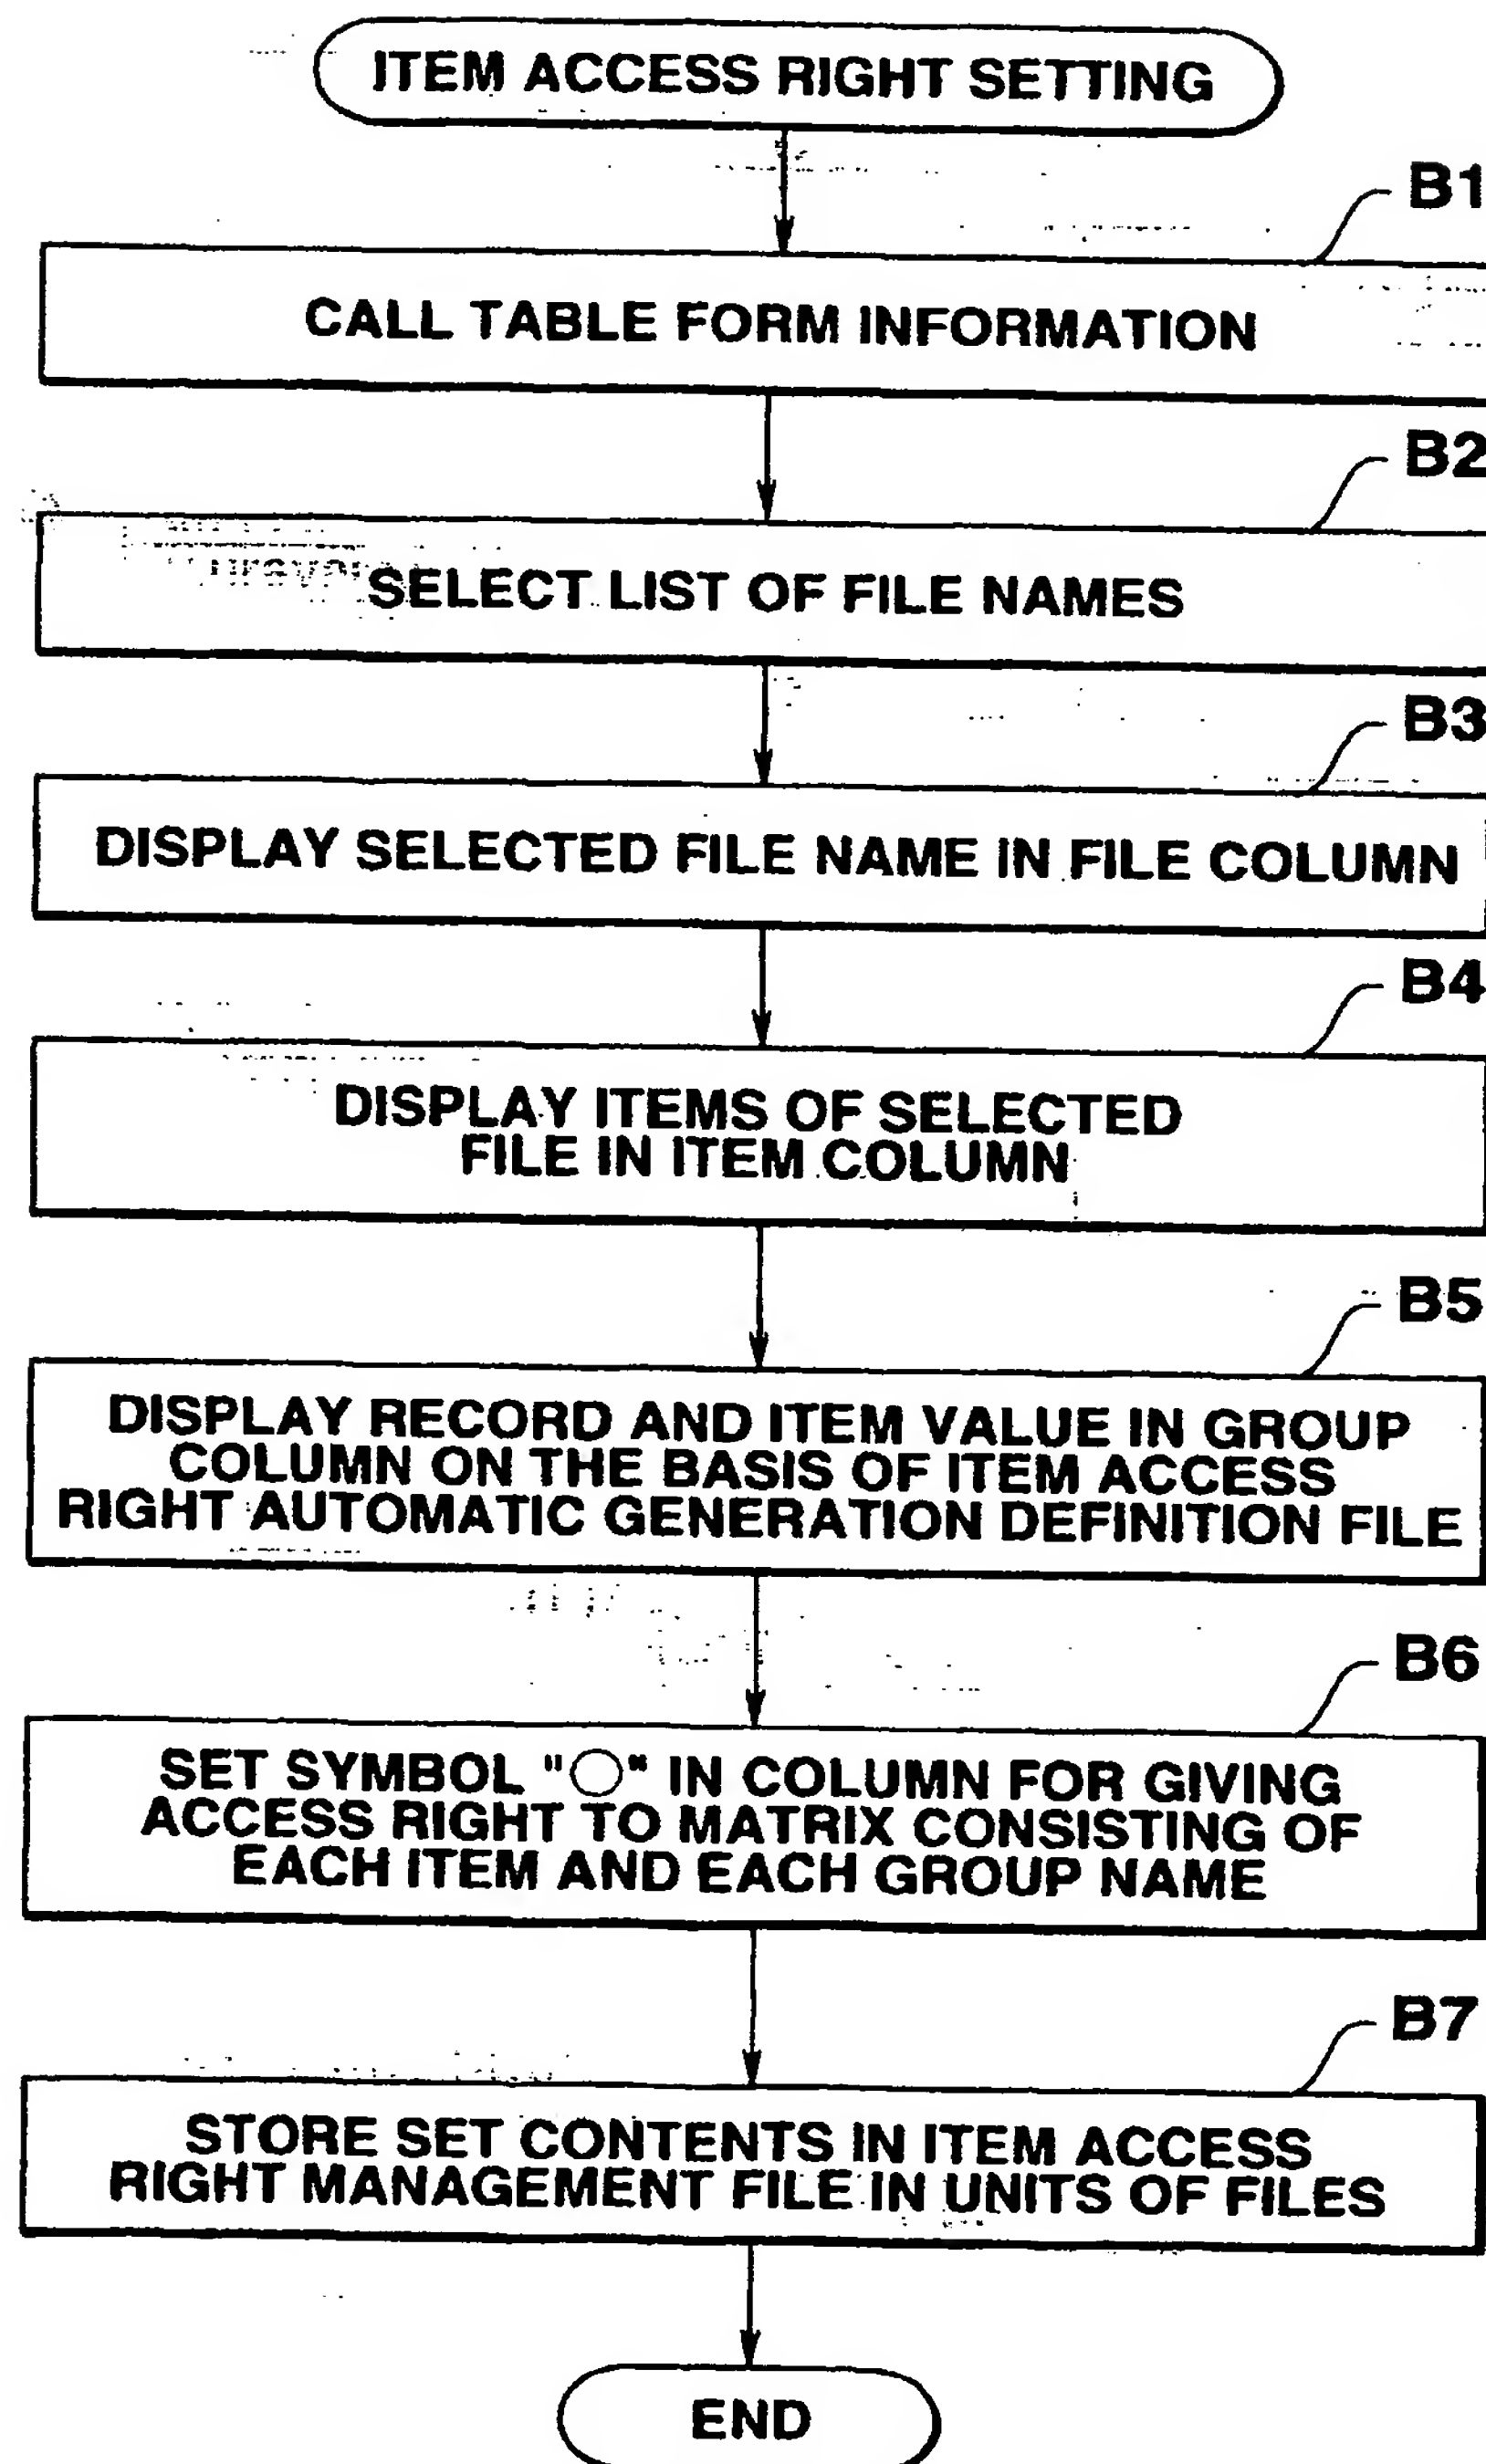 ITEM ACCESS RIGHT SETTING
B1
CALL TABLE FORM INFORMATION
B2
SELECT LIST OF FILE NAMES
B3
DISPLAY SELECTED FILE NAME IN FILE COLUMN
B4
DISPLAY ITEMS OF SELECTED
FILE IN ITEM COLUMN
B5
DISPLAY RECORD AND ITEM VALUE IN GROUP
COLUMN ON THE BASIS OF ITEM ACCESS
RIGHT AUTOMATIC GENERATION DEFINITION FILE
B6
SET SYMBOL "○" IN COLUMN FOR GIVING
ACCESS RIGHT TO MATRIX CONSISTING OF
EACH ITEM AND EACH GROUP NAME
B7
STORE SET CONTENTS IN ITEM ACCESS
RIGHT MANAGEMENT FILE IN UNITS OF FILES
END